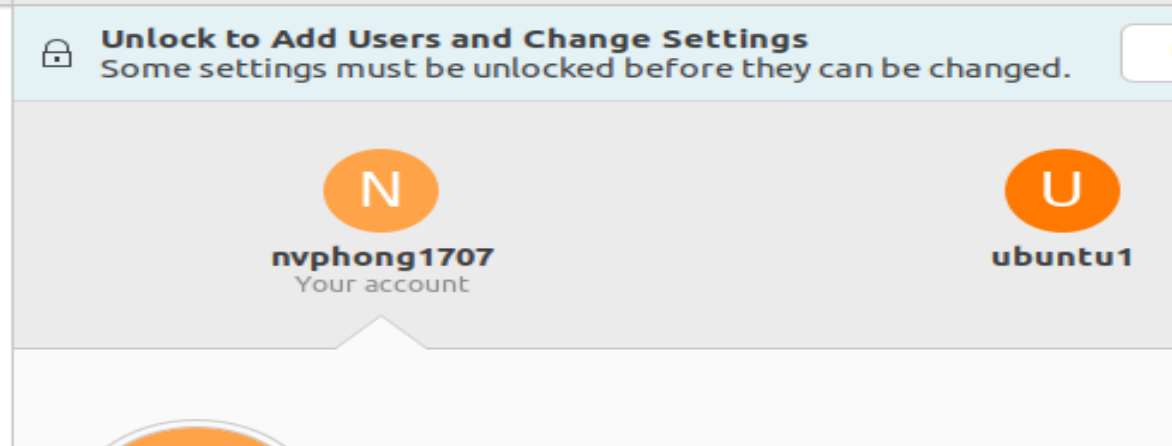 Unlock to Add Users and Change Settings
Some settings must be unlocked before they can be changed.
N
U
nvphong1707
ubuntu1
Your account